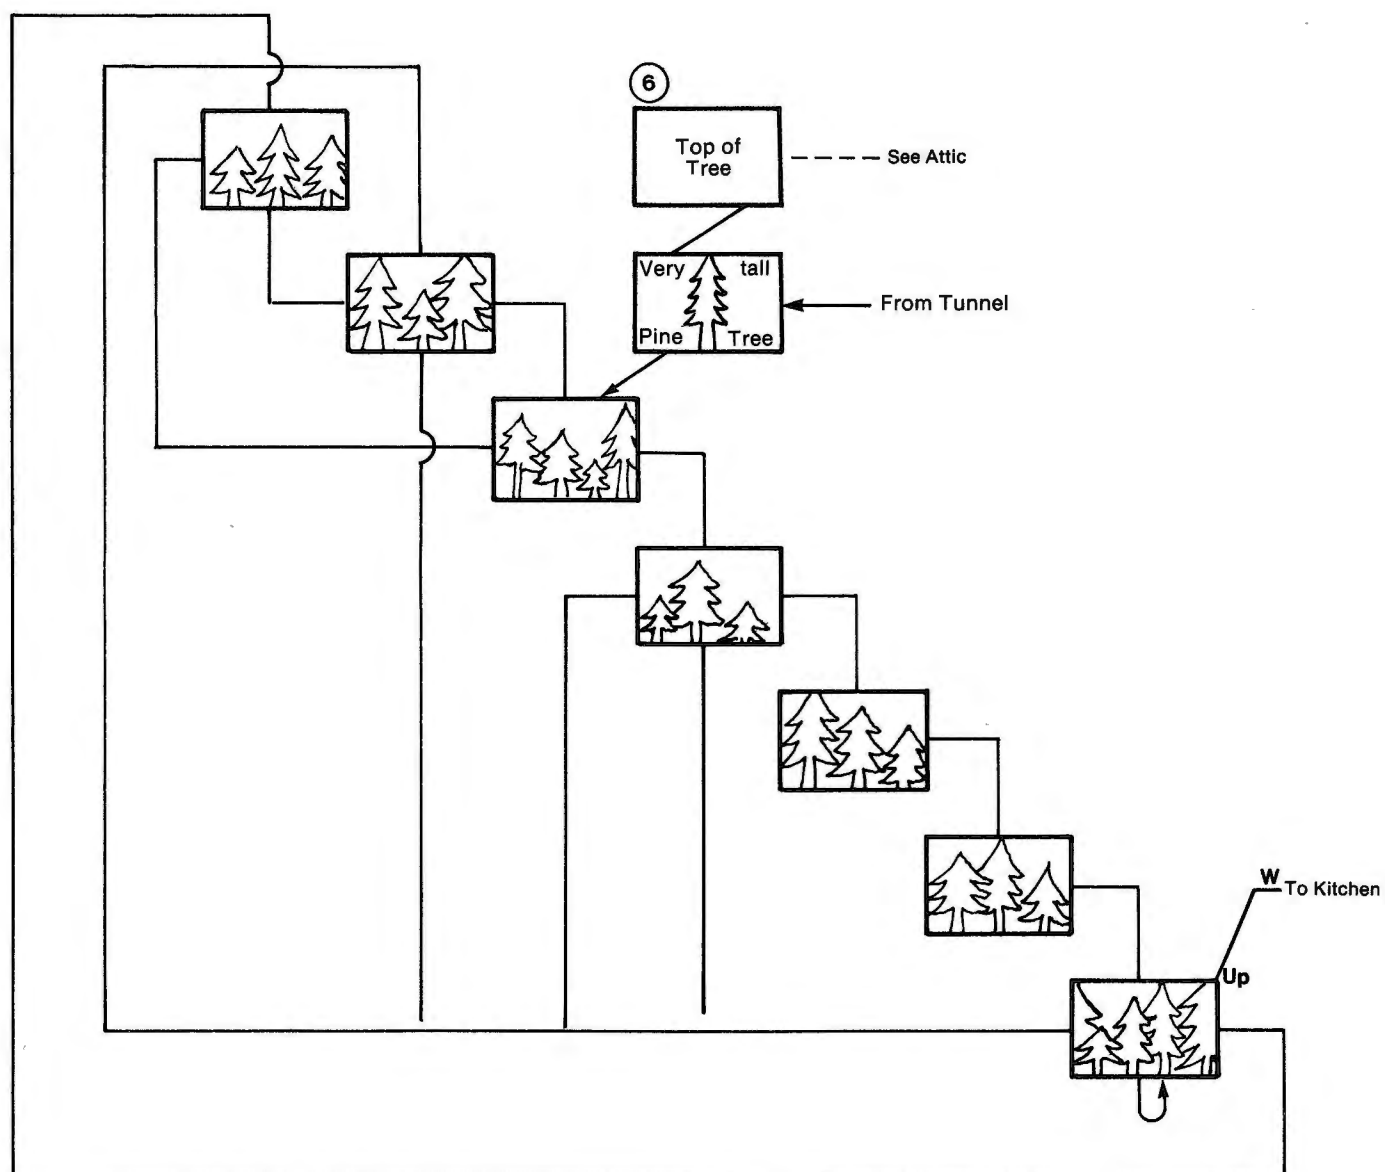 6
Top of
Tree
See Attic
Very tall
Pine Tree
From Tunnel
W
To Kitchen
Up